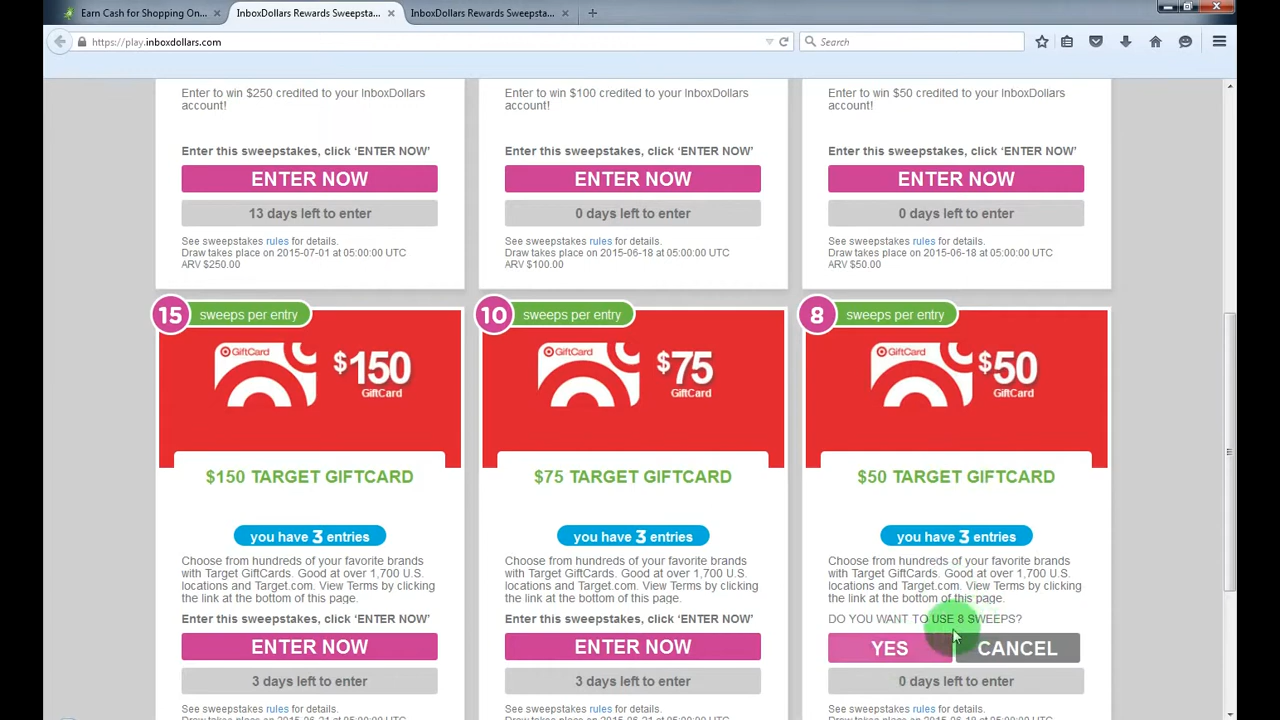 Earn Cash for Shopping On...
InboxDollars Rewards Sweepsta...
InboxDollars Rewards Sweepsta...
https://play.inboxdollars.com
Search
Enter to win $250 credited to your InboxDollars
account!
Enter this sweepstakes, click ‘ENTER NOW’
ENTER NOW
13 days left to enter
See sweepstakes rules for details.
Draw takes place on 2015-07-01 at 05:00:00 UTC
ARV $250.00
Enter to win $100 credited to your InboxDollars
account!
Enter this sweepstakes, click ‘ENTER NOW’
ENTER NOW
0 days left to enter
See sweepstakes rules for details.
Draw takes place on 2015-06-18 at 05:00:00 UTC
ARV $100.00
Enter to win $50 credited to your InboxDollars
account!
Enter this sweepstakes, click ‘ENTER NOW’
ENTER NOW
0 days left to enter
See sweepstakes rules for details.
Draw takes place on 2015-06-18 at 05:00:00 UTC
ARV $50.00
15 sweeps per entry
GiftCard
$150
GiftCard
$150 TARGET GIFTCARD
you have 3 entries
Choose from hundreds of your favorite brands
with Target GiftCards. Good at over 1,700 U.S.
locations and Target.com. View Terms by clicking
the link at the bottom of this page.
Enter this sweepstakes, click ‘ENTER NOW’
ENTER NOW
3 days left to enter
See sweepstakes rules for details.
10 sweeps per entry
GiftCard
$75
GiftCard
$75 TARGET GIFTCARD
you have 3 entries
Choose from hundreds of your favorite brands
with Target GiftCards. Good at over 1,700 U.S.
locations and Target.com. View Terms by clicking
the link at the bottom of this page.
Enter this sweepstakes, click ‘ENTER NOW’
ENTER NOW
3 days left to enter
See sweepstakes rules for details.
8 sweeps per entry
GiftCard
$50
GiftCard
$50 TARGET GIFTCARD
you have 3 entries
Choose from hundreds of your favorite brands
with Target GiftCards. Good at over 1,700 U.S.
locations and Target.com. View Terms by clicking
the link at the bottom of this page.
DO YOU WANT TO USE 8 SWEEPS?
YES CANCEL
0 days left to enter
See sweepstakes rules for details.